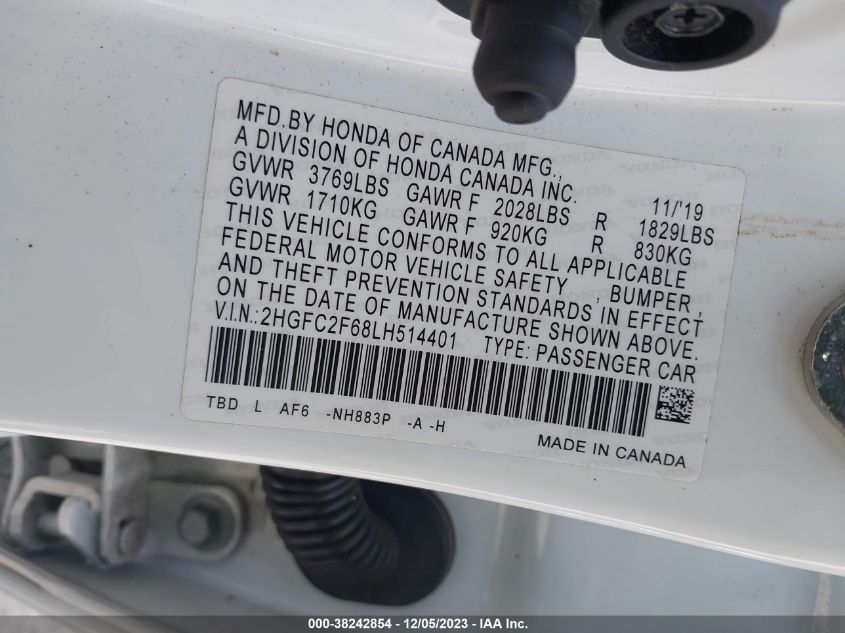 MFD.BY HONDA OF CANADA MFG.,
A DIVISION OF HONDA CANADA INC. 11/'19
GVWR 3769LBS GAWR F 2028LBS R 1829LBS
GVWR 1710KG GAWR F 920KG R 830KG
THIS VEHICLE CONFORMS TO ALL APPLICABLE
FEDERAL MOTOR VEHICLE SAFETY , BUMPER,
AND THEFT PREVENTION STANDARDS IN EFFECT
ON THE DATE OF MANUFACTURE SHOWN ABOVE.
V.I.N.:2HGFC2F68LH514401 TYPE: PASSENGER CAR
TBD L AF6 -NH883P -A -H
MADE IN CANADA
000-38242854 - 12/05/2023 - IAA Inc.